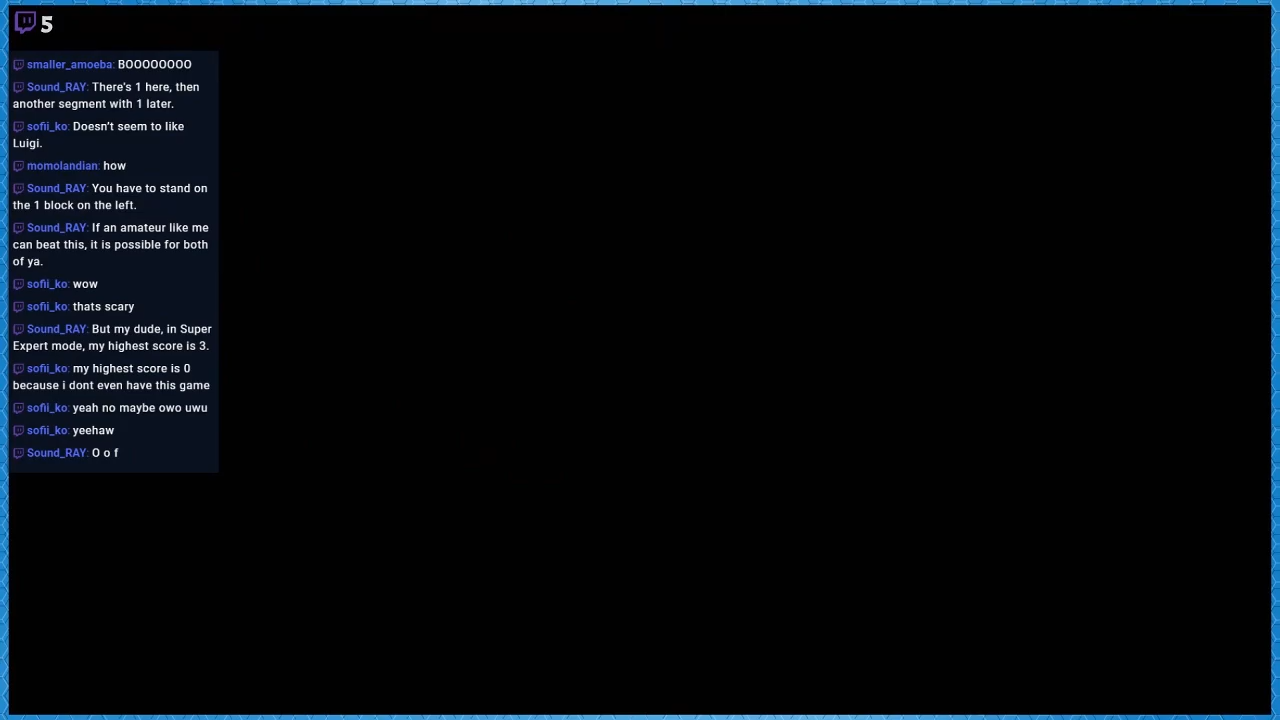 5
smaller_amoeba: BOOOOOOOO
Sound_RAY: There's 1 here, then
another segment with 1 later.
sofii_ko: Doesn't seem to like
Luigi.
momolandian: how
Sound_RAY: You have to stand on
the 1 block on the left.
Sound_RAY: If an amateur like me
can beat this, it is possible for both
of ya.
sofii_ko: wow
sofii_ko: thats scary
Sound_RAY: But my dude, in Super
Expert mode, my highest score is 3.
sofii_ko: my highest score is 0
because i dont even have this game
sofii_ko: yeah no maybe owo uwu
sofii_ko: yeehaw
Sound_RAY: O o f